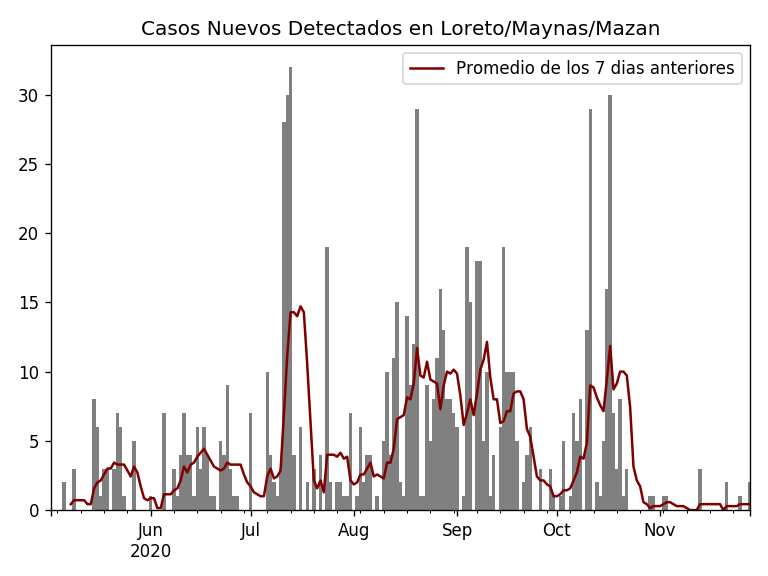 Casos Nuevos Detectados en Loreto/Maynas/Mazan
Promedio de los 7 dias anteriores
30
25
20
15
10
5
0
Jun Jul Aug Sep Oct Nov
2020